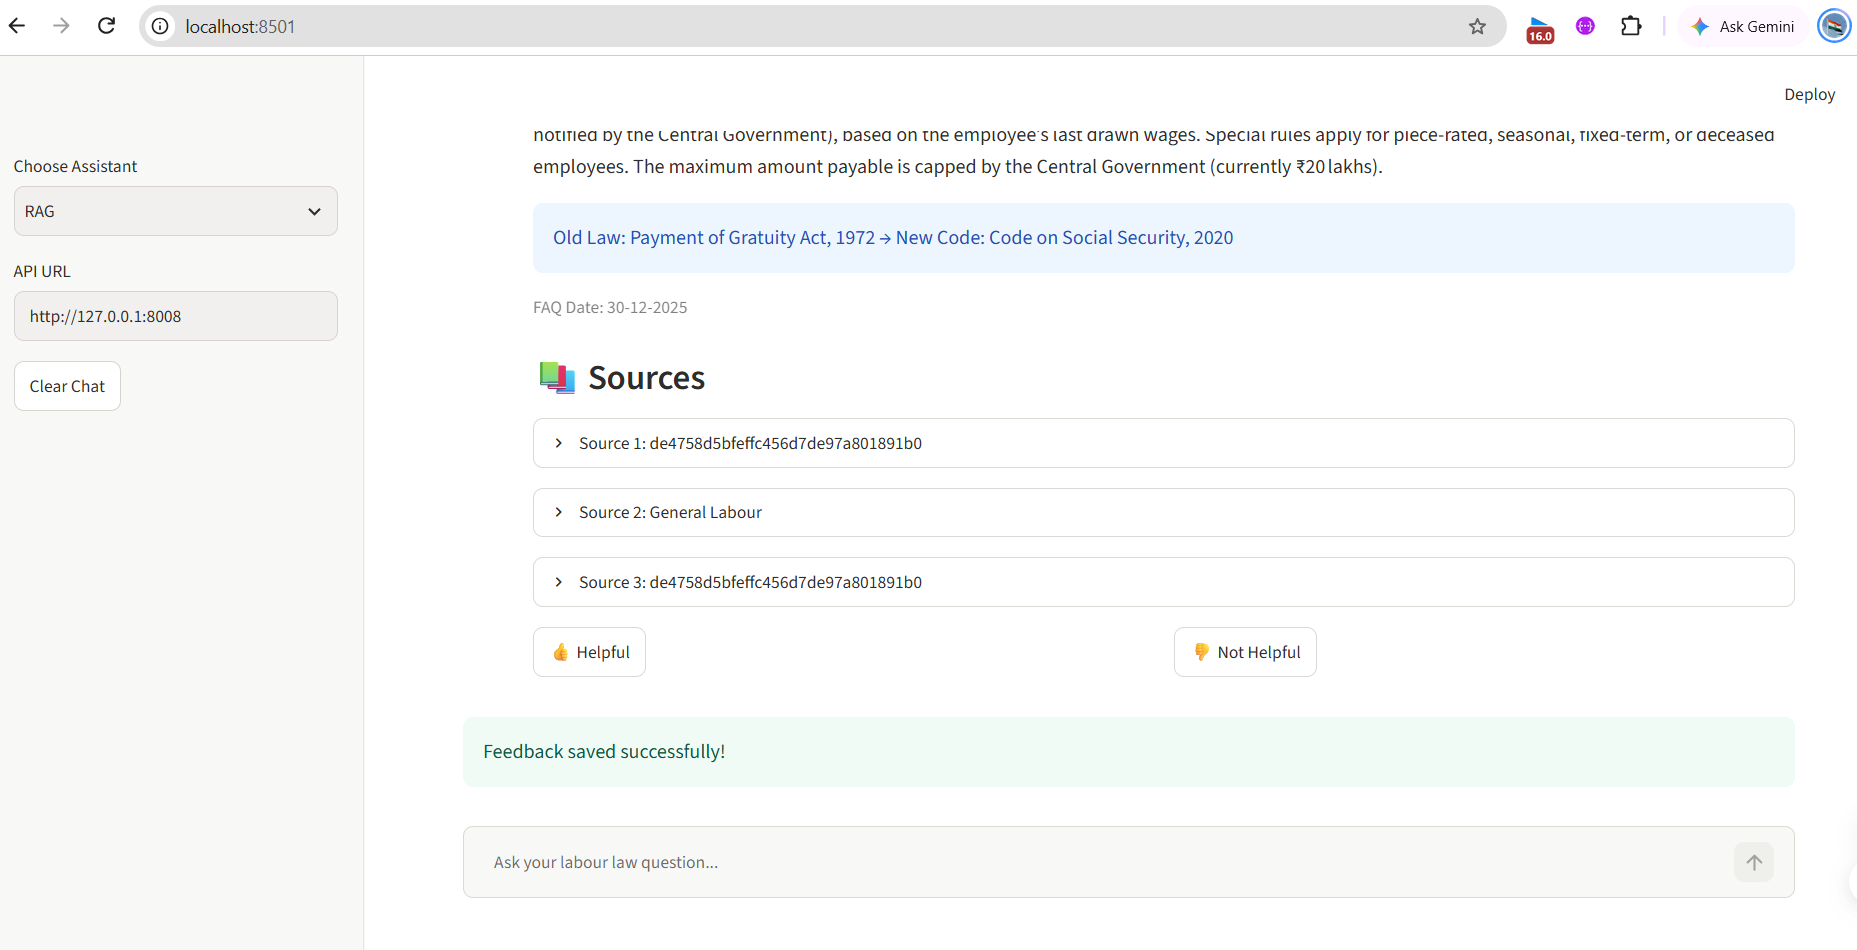 localhost:8501
16.0
Ask Gemini
Deploy
Choose Assistant
RAG
API URL
http://127.0.0.1:8008
Clear Chat
notified by the Central Government), based on the employee's last drawn wages. Special rules apply for piece-rated, seasonal, fixed-term, or deceased
employees. The maximum amount payable is capped by the Central Government (currently ₹20 lakhs).
Old Law: Payment of Gratuity Act, 1972 → New Code: Code on Social Security, 2020
FAQ Date: 30-12-2025
Sources
Source 1: de4758d5bfeffc456d7de97a801891b0
Source 2: General Labour
Source 3: de4758d5bfeffc456d7de97a801891b0
Helpful
Not Helpful
Feedback saved successfully!
Ask your labour law question...